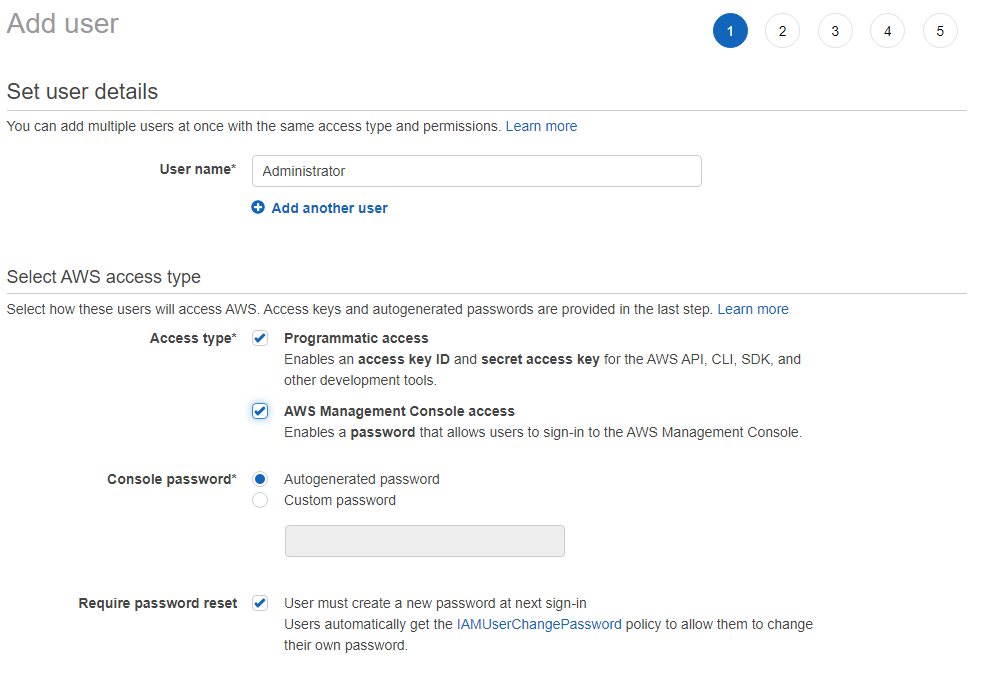 Add user
1 2 3 4 5
Set user details
You can add multiple users at once with the same access type and permissions. Learn more
User name* Administrator
Add another user
Select AWS access type
Select how these users will access AWS. Access keys and autogenerated passwords are provided in the last step. Learn more
Access type* Programmatic access
Enables an access key ID and secret access key for the AWS API, CLI, SDK, and
other development tools.
AWS Management Console access
Enables a password that allows users to sign-in to the AWS Management Console.
Console password* Autogenerated password
Custom password
Require password reset User must create a new password at next sign-in
Users automatically get the IAMUserChangePassword policy to allow them to change
their own password.